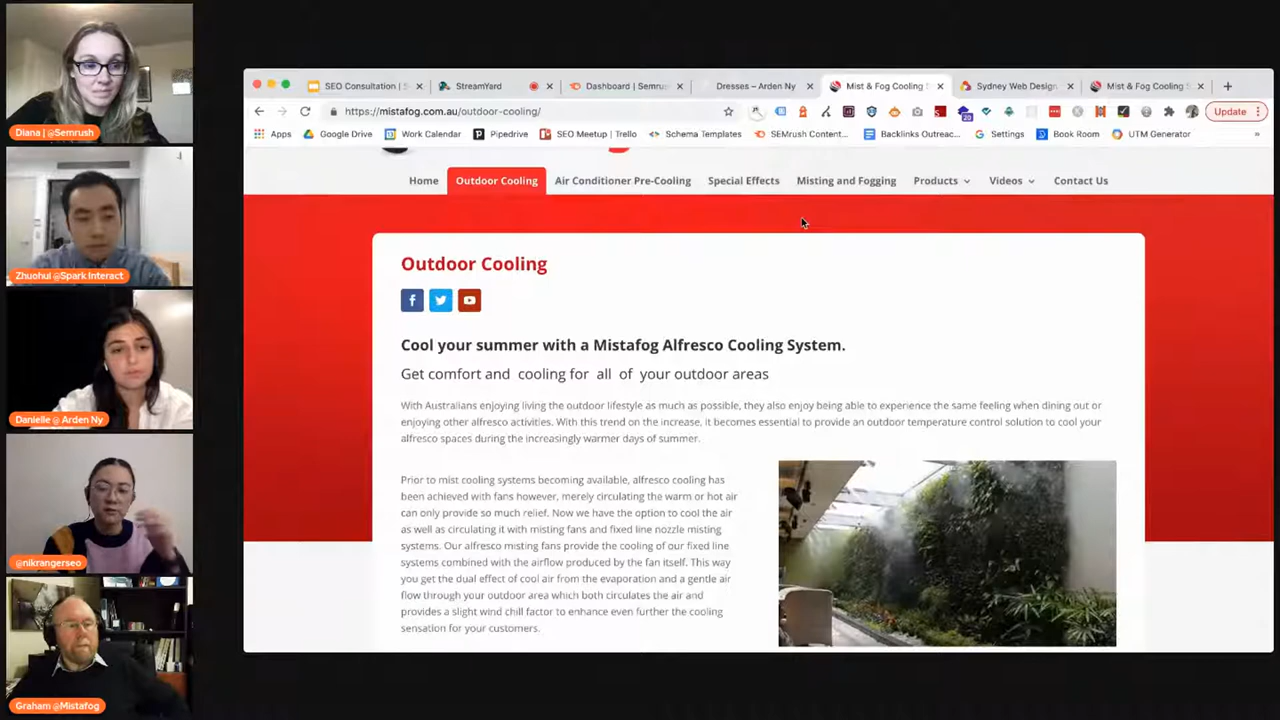 Diana | @Semrush
Zhuohui @Spark Interact
Danielle @ Arden Ny
@nikrangerseo
Graham @Mistafog
SEO Consultation | S
StreamYard
Dashboard | Semrus
Dresses – Arden Ny
Mist & Fog Cooling S
Sydney Web Design
Mist & Fog Cooling S
https://mistafog.com.au/outdoor-cooling/
20
Update
Apps
Google Drive
Work Calendar
Pipedrive
SEO Meetup | Trello
Schema Templates
SEMrush Content...
Backlinks Outreac...
Settings
Book Room
UTM Generator
»
Home
Outdoor Cooling
Air Conditioner Pre-Cooling
Special Effects
Misting and Fogging
Products
Videos
Contact Us
Outdoor Cooling
Cool your summer with a Mistafog Alfresco Cooling System.
Get comfort and cooling for all of your outdoor areas
With Australians enjoying living the outdoor lifestyle as much as possible, they also enjoy being able to experience the same feeling when dining out or
enjoying other alfresco activities. With this trend on the increase, it becomes essential to provide an outdoor temperature control solution to cool your
alfresco spaces during the increasingly warmer days of summer.
Prior to mist cooling systems becoming available, alfresco cooling has
been achieved with fans however, merely circulating the warm or hot air
can only provide so much relief. Now we have the option to cool the air
as well as circulating it with misting fans and fixed line nozzle misting
systems. Our alfresco misting fans provide the cooling of our fixed line
systems combined with the airflow produced by the fan itself. This way
you get the dual effect of cool air from the evaporation and a gentle air
flow through your outdoor area which both circulates the air and
provides a slight wind chill factor to enhance even further the cooling
sensation for your customers.